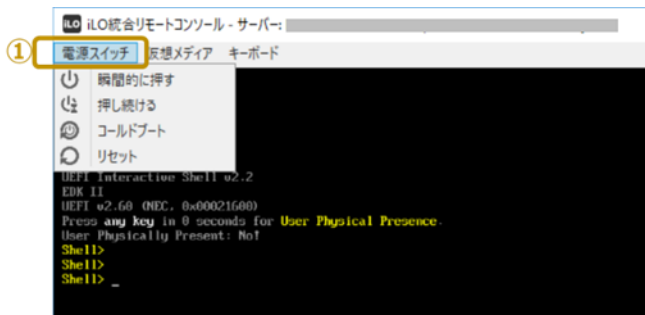 iLO iLO統合リモートコンソール - サーバー:
① 電源スイッチ 仮想メディア キーボード
瞬間的に押す
押し続ける
コールドブート
リセット
UEFI Interactive Shell v2.2
EDK II
UEFI v2.60 (NEC, 0x00021600)
Press any key in 0 seconds for User Physical Presence.
User Physically Present: No!
Shell>
Shell>
Shell> _